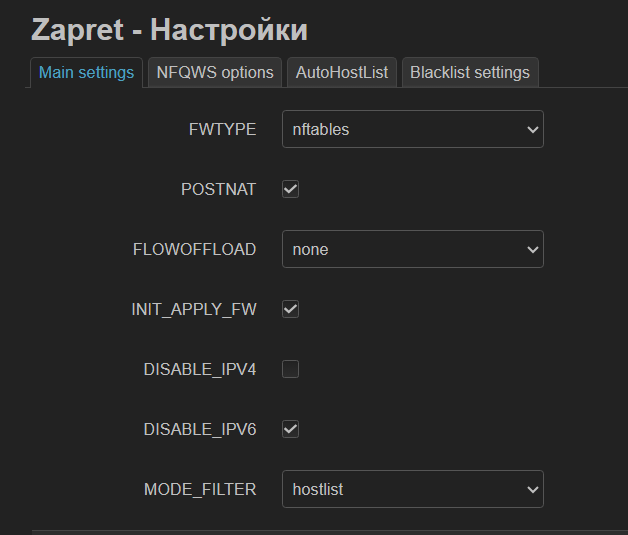 Zapret - Настройки
Main settings NFQWS options AutoHostList Blacklist settings
FWTYPE nftables
POSTNAT
FLOWOFFLOAD none
INIT_APPLY_FW
DISABLE_IPV4
DISABLE_IPV6
MODE_FILTER hostlist